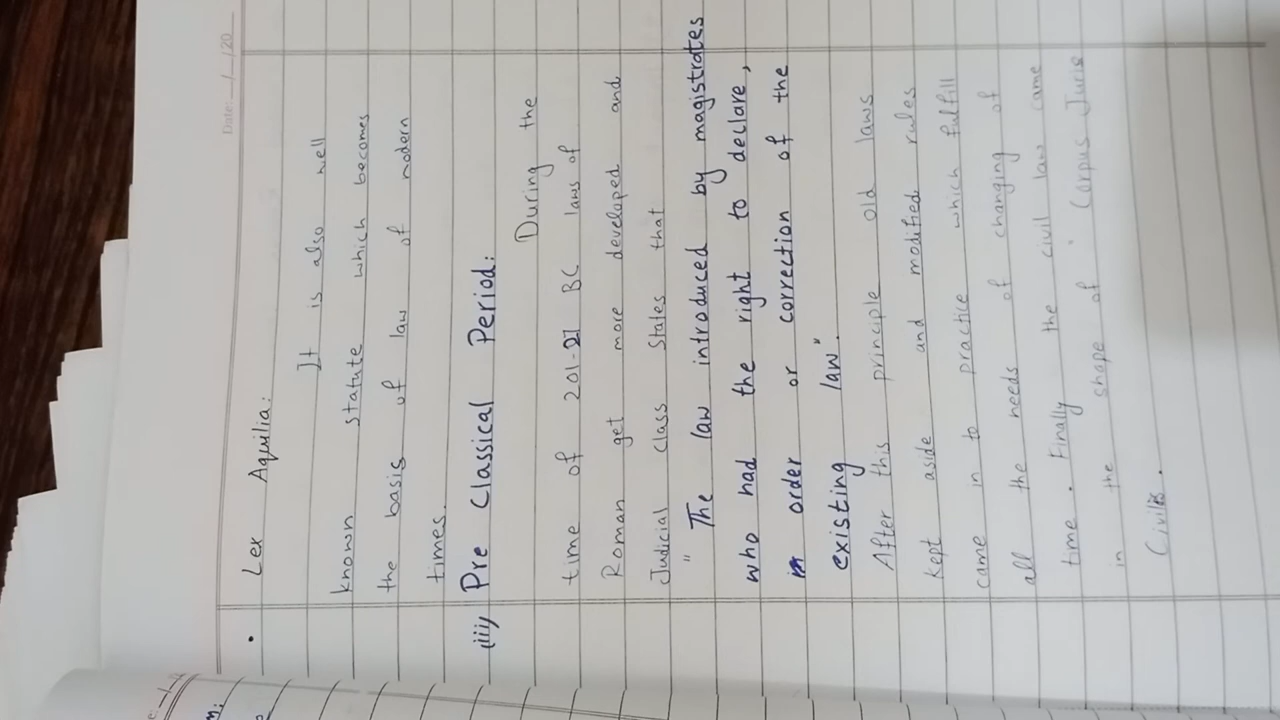 Date: __/__/20
• Lex Aquilia:
It is also well
known statute which becomes
the basis of law of modern
times.
(iii) Pre Classical Period:
During the
time of 201-27 BC laws of
Roman get more developed and
Judicial class states that
" The law introduced by magistrates
who had the right to declare,
order or correction of the
existing law".
After this principle old laws
kept aside and modified rules
came in to practice which fulfill
all the needs of changing of
time. Finally the civil law came
in the shape of " Corpus Juris
Civilis.